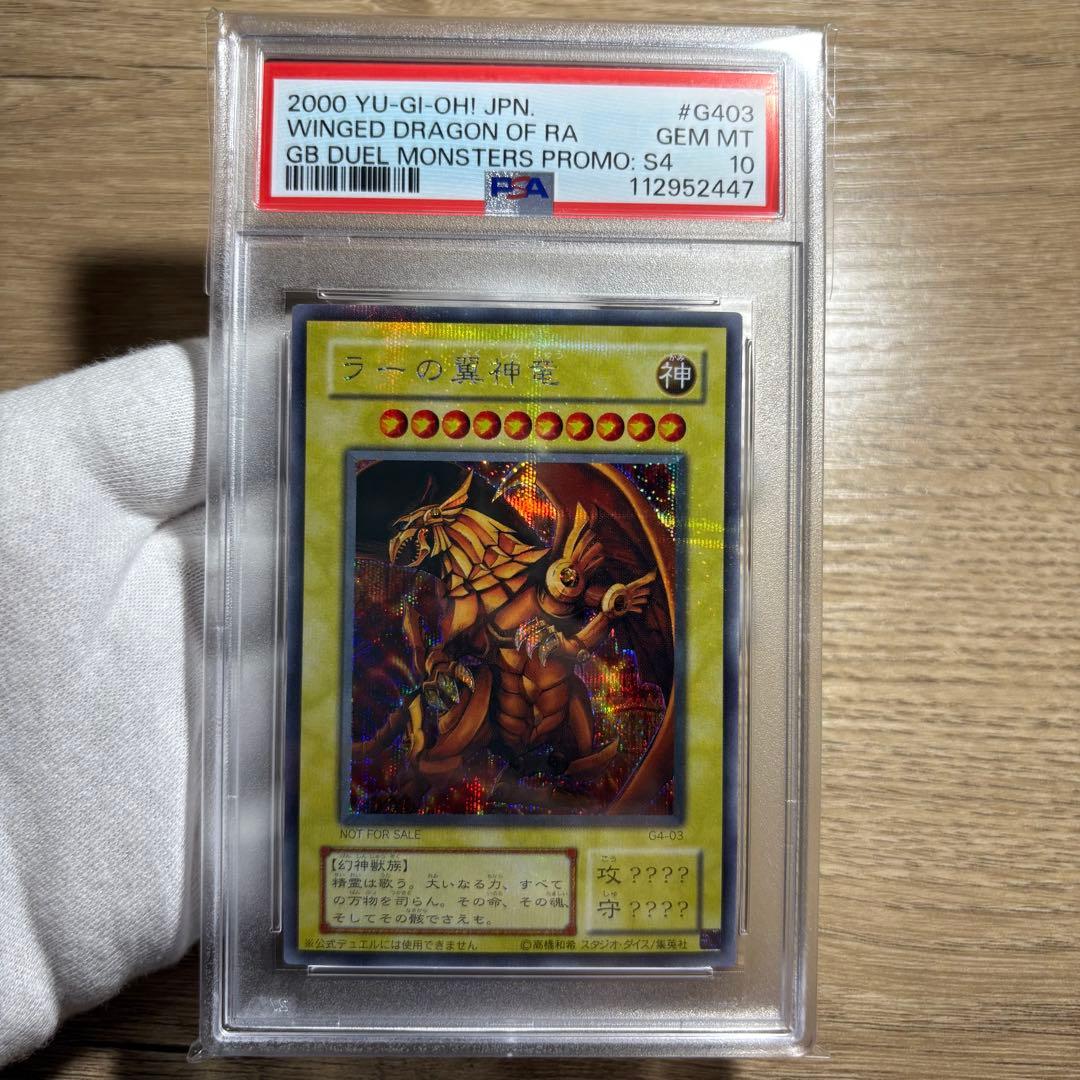 2000 YU-GI-OH! JPN. #G403
WINGED DRAGON OF RA GEM MT
GB DUEL MONSTERS PROMO: S4 10
PSA 112952447
ラーの翼神竜 神
NOT FOR SALE G4-03
【幻神獣族】
精霊は歌う。大いなる力、すべて
の万物を司らん。その命、その魂、
そしてその骸でさえも。
攻 ????
守 ????
※公式デュエルには使用できません ©高橋和希 スタジオ・ダイス/集英社